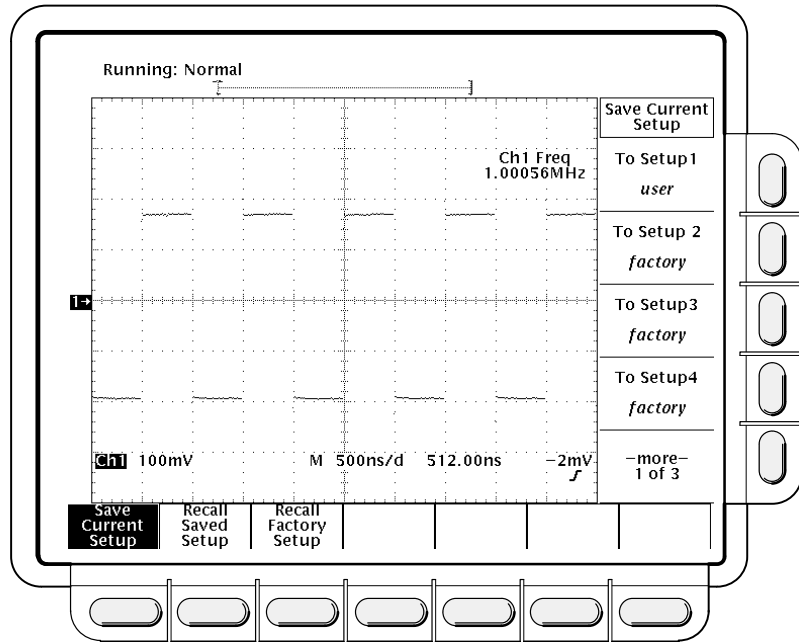 Running: Normal
Save Current
Setup
Ch1 Freq
1.00056MHz
To Setup1
user
To Setup 2
factory
To Setup3
factory
To Setup4
factory
-more-
1 of 3
1→
Ch1 100mV M 500ns/d 512.00ns -2mV
Save
Current
Setup
Recall
Saved
Setup
Recall
Factory
Setup